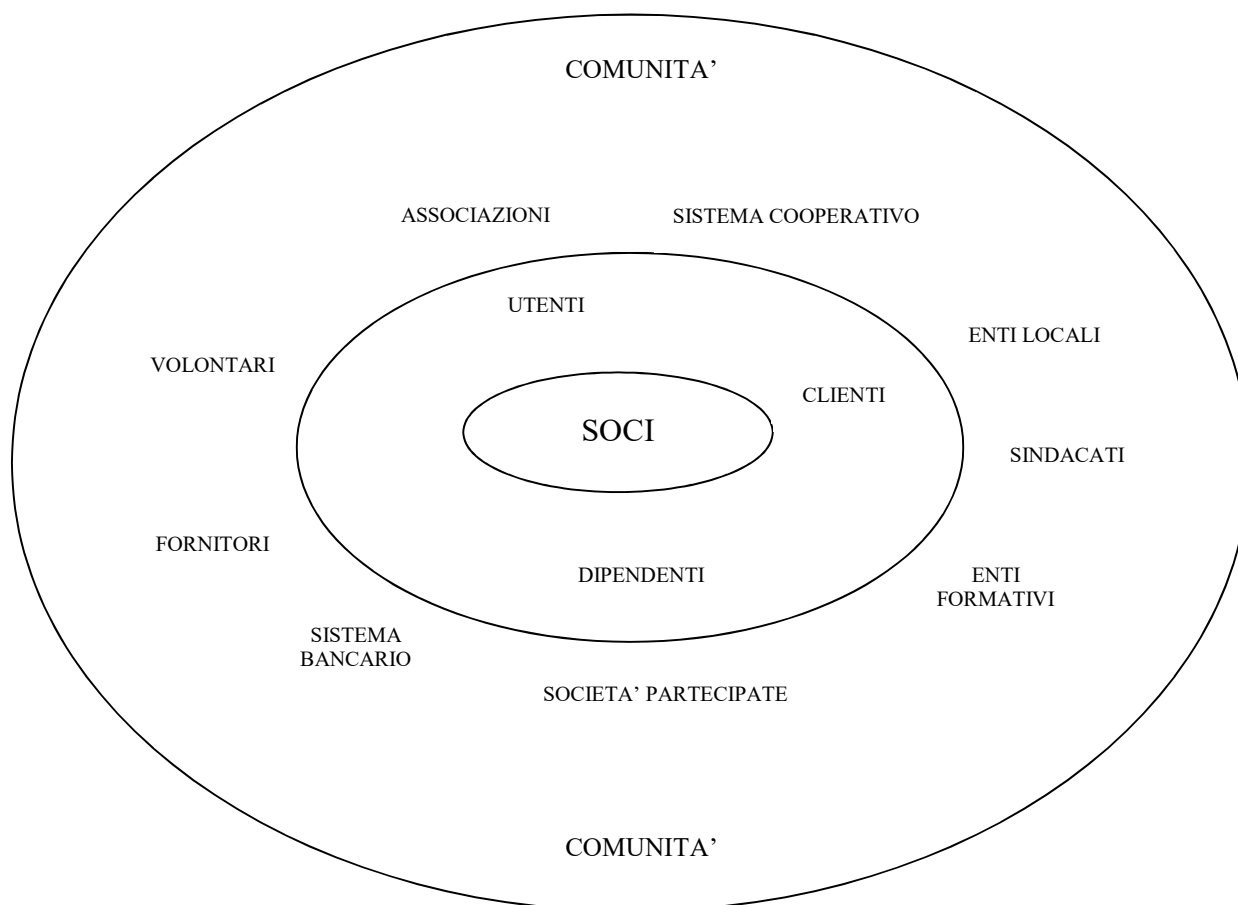 COMUNITA’
ASSOCIAZIONI
SISTEMA COOPERATIVO
UTENTI
ENTI LOCALI
VOLONTARI
CLIENTI
SOCI
SINDACATI
FORNITORI
DIPENDENTI
ENTI
FORMATIVI
SISTEMA
BANCARIO
SOCIETA’ PARTECIPATE
COMUNITA’